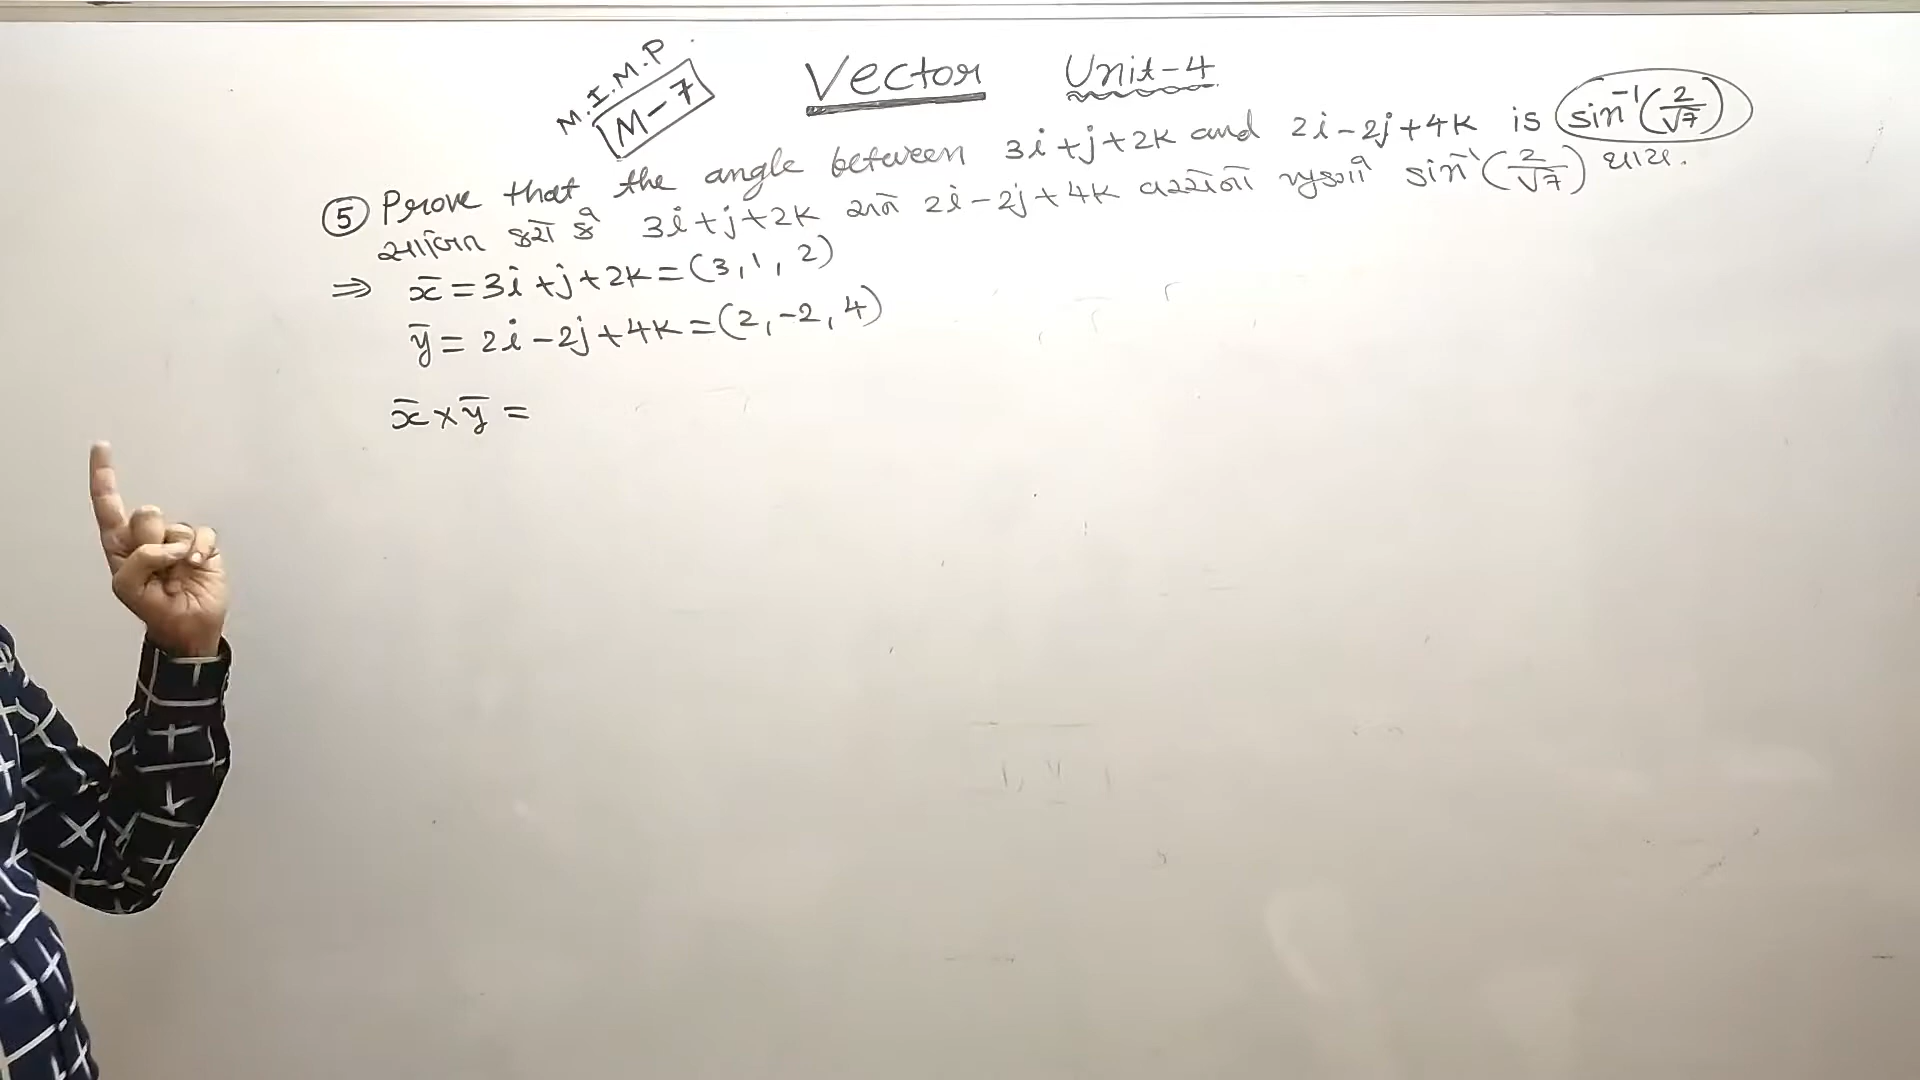 M.I.M.P
M-7
Vector Unit-4
⑤ Prove that the angle between 3i+j+2k and 2i-2j+4k is sin⁻¹(2/√7)
સાબિત કરો કે 3i+j+2k અને 2i-2j+4k વચ્ચેનો ખુણો sin⁻¹(2/√7) થાય.
⇒ x̄ = 3i+j+2k = (3, 1, 2)
ȳ = 2i-2j+4k = (2, -2, 4)
x̄ × ȳ =